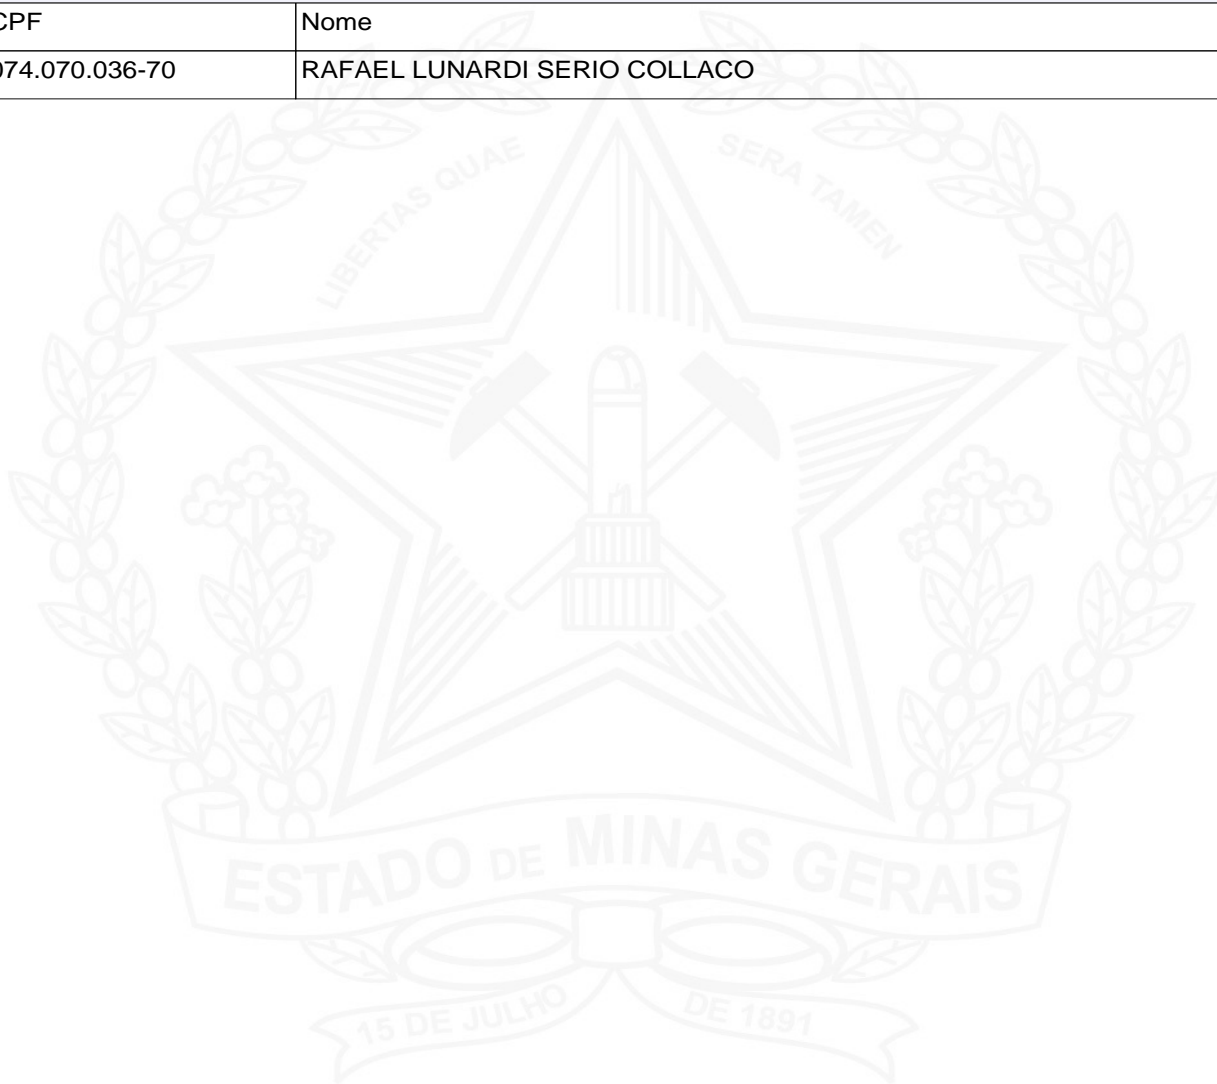 CPF Nome
074.070.036-70 RAFAEL LUNARDI SERIO COLLACO
LIBERTAS QUAE SERA TAMEN
ESTADO DE MINAS GERAIS
15 DE JULHO DE 1891